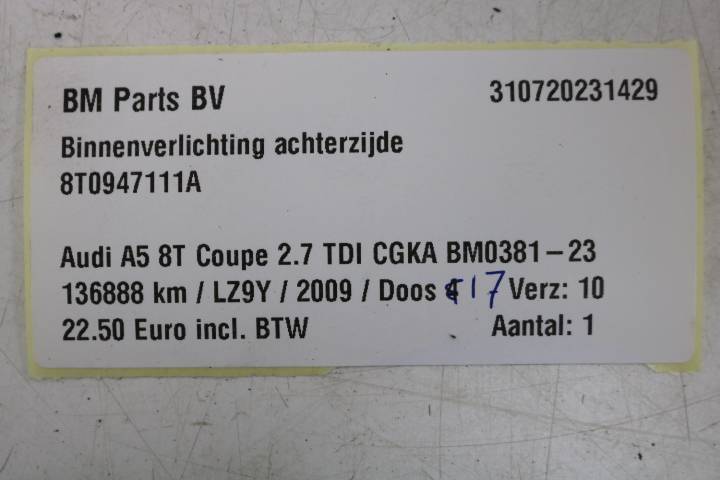 BM Parts BV 310720231429
Binnenverlichting achterzijde
8T0947111A
Audi A5 8T Coupe 2.7 TDI CGKA BM0381-23
136888 km / LZ9Y / 2009 / Doos 17 Verz: 10
22.50 Euro incl. BTW Aantal: 1